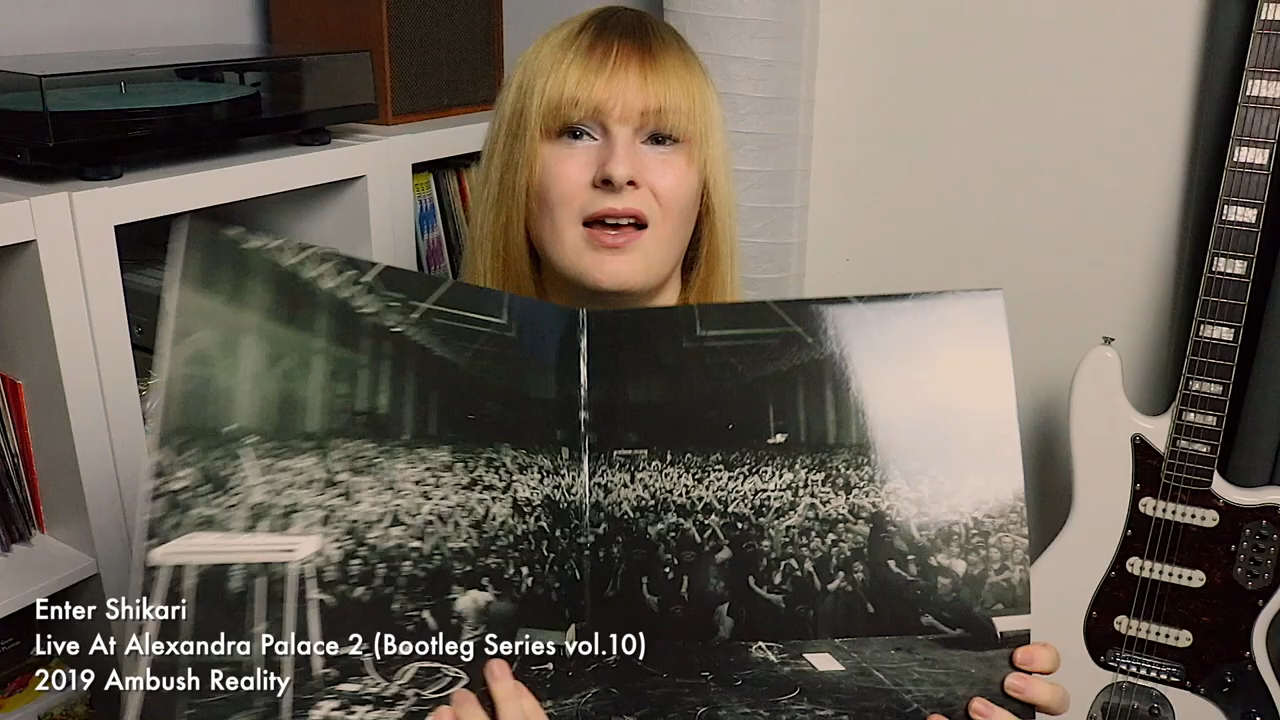 Enter Shikari
Live At Alexandra Palace 2 (Bootleg Series vol.10)
2019 Ambush Reality